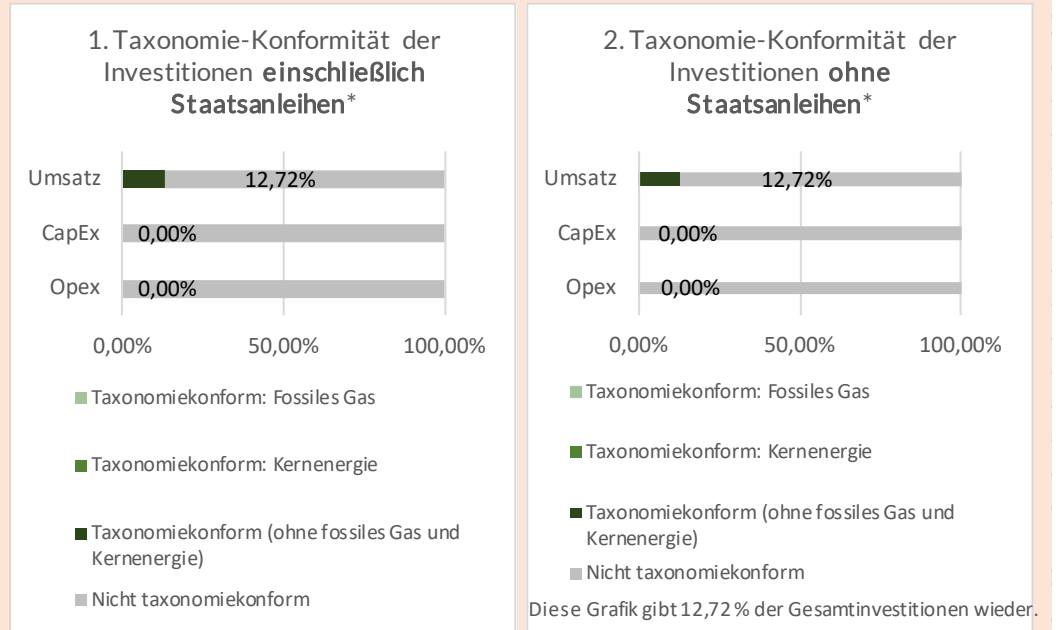 1. Taxonomie-Konformität der
Investitionen einschließlich
Staatsanleihen*
Umsatz
12,72%
CapEx
0,00%
Opex
0,00%
0,00%
50,00%
100,00%
Taxonomiekonform: Fossiles Gas
Taxonomiekonform: Kernenergie
Taxonomiekonform (ohne fossiles Gas und
Kernenergie)
Nicht taxonomiekonform
2. Taxonomie-Konformität der
Investitionen ohne
Staatsanleihen*
Umsatz
12,72%
CapEx
0,00%
Opex
0,00%
0,00%
50,00%
100,00%
Taxonomiekonform: Fossiles Gas
Taxonomiekonform: Kernenergie
Taxonomiekonform (ohne fossiles Gas und
Kernenergie)
Nicht taxonomiekonform
Diese Grafik gibt 12,72 % der Gesamtinvestitionen wieder.